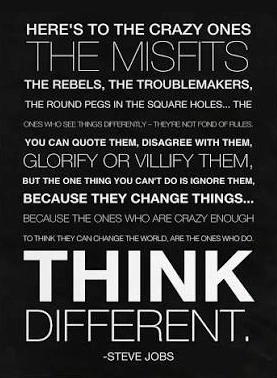 HERE'S TO THE CRAZY ONES
THE MISFITS
THE REBELS, THE TROUBLEMAKERS,
THE ROUND PEGS IN THE SQUARE HOLES... THE
ONES WHO SEE THINGS DIFFERENTLY – THEY'RE NOT FOND OF RULES.
YOU CAN QUOTE THEM, DISAGREE WITH THEM,
GLORIFY OR VILLIFY THEM,
BUT THE ONE THING YOU CAN'T DO IS IGNORE THEM,
BECAUSE THEY CHANGE THINGS...
BECAUSE THE ONES WHO ARE CRAZY ENOUGH
TO THINK THEY CAN CHANGE THE WORLD, ARE THE ONES WHO DO.
THINK
DIFFERENT.
-STEVE JOBS